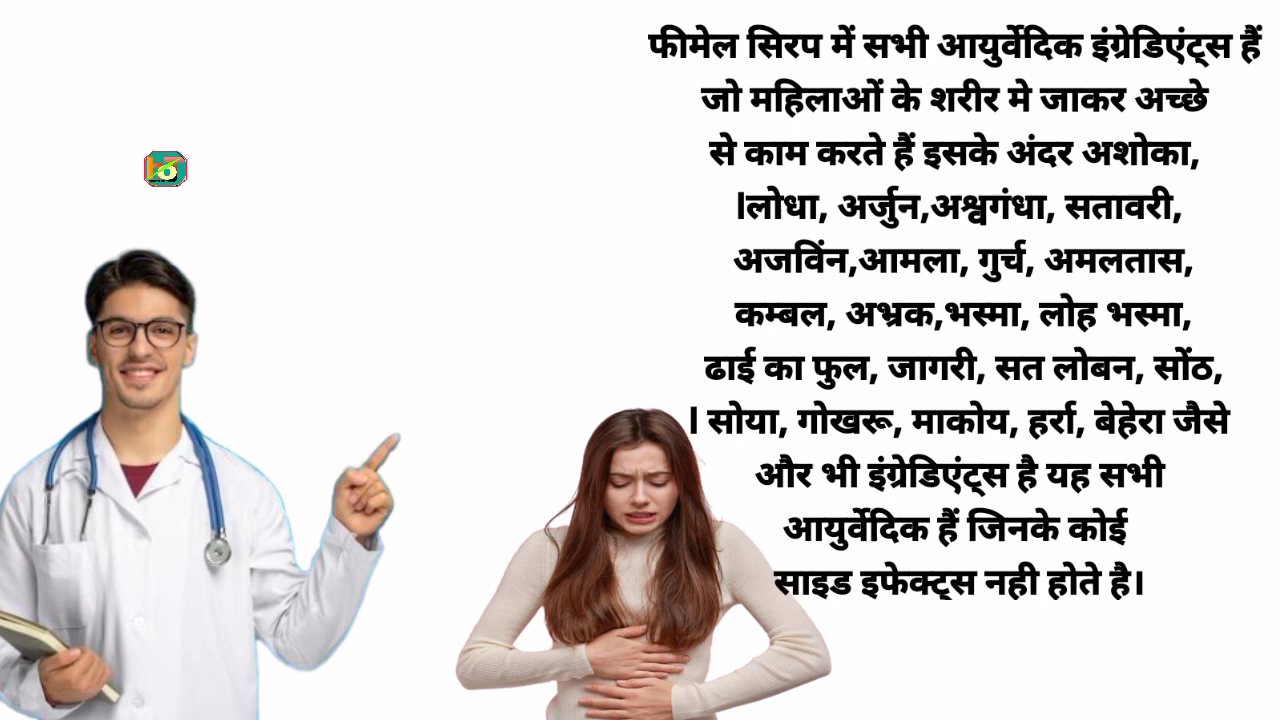 फीमेल सिरप में सभी आयुर्वेदिक इंग्रेडिएंट्स हैं
जो महिलाओं के शरीर मे जाकर अच्छे
से काम करते हैं इसके अंदर अशोका,
।लोधा, अर्जुन,अश्वगंधा, सतावरी,
अजविंन,आमला, गुर्च, अमलतास,
कम्बल, अभ्रक,भस्मा, लोह भस्मा,
ढाई का फुल, जागरी, सत लोबन, सोंठ,
। सोया, गोखरू, माकोय, हर्रा, बेहेरा जैसे
और भी इंग्रेडिएंट्स है यह सभी
आयुर्वेदिक हैं जिनके कोई
साइड इफेक्ट्स नही होते है।